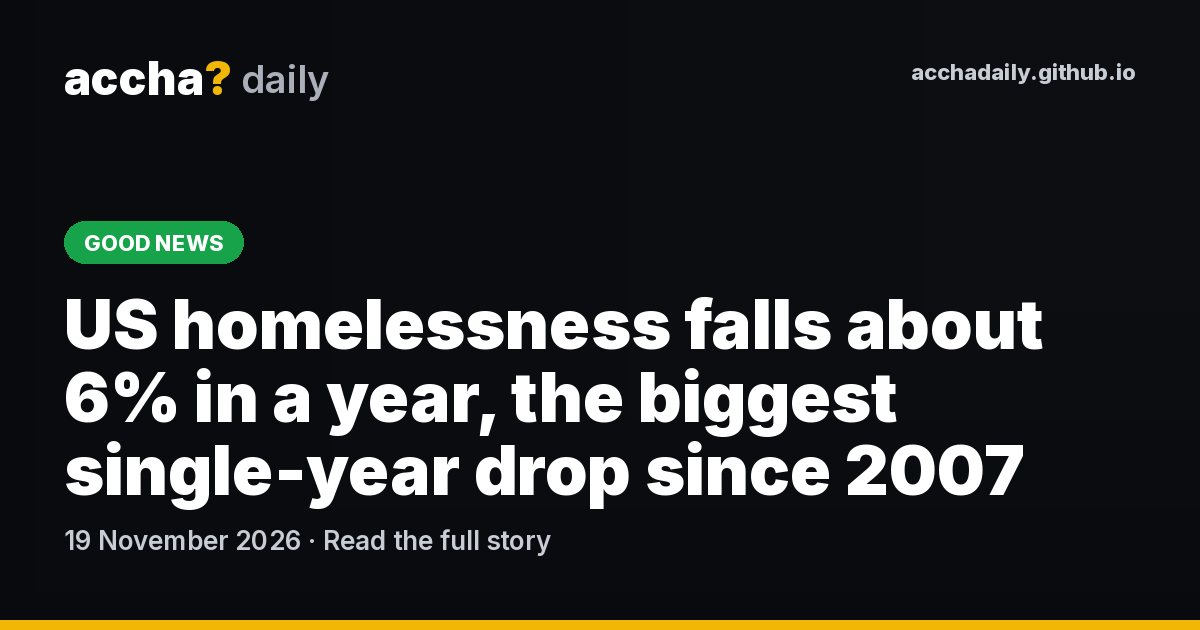 accha? daily
acchadaily.github.io
GOOD NEWS
US homelessness falls about
6% in a year, the biggest
single-year drop since 2007
19 November 2026 · Read the full story